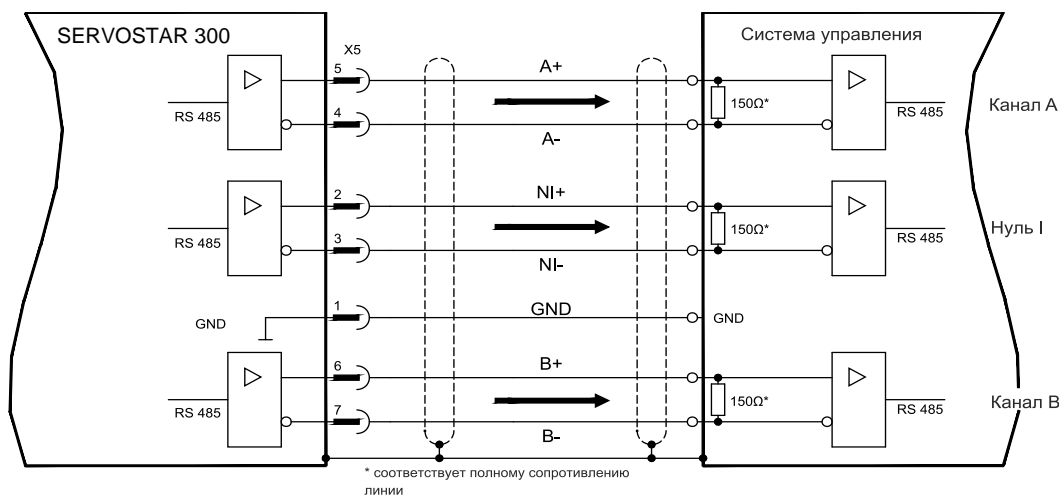 SERVOSTAR 300
X5
Система управления
5
A+
RS 485
150Ω*
RS 485
Канал A
4
A-
2
NI+
RS 485
150Ω*
RS 485
Нуль I
3
NI-
1
GND
GND
GND
6
B+
RS 485
150Ω*
RS 485
Канал B
7
B-
* соответствует полному сопротивлению
линии